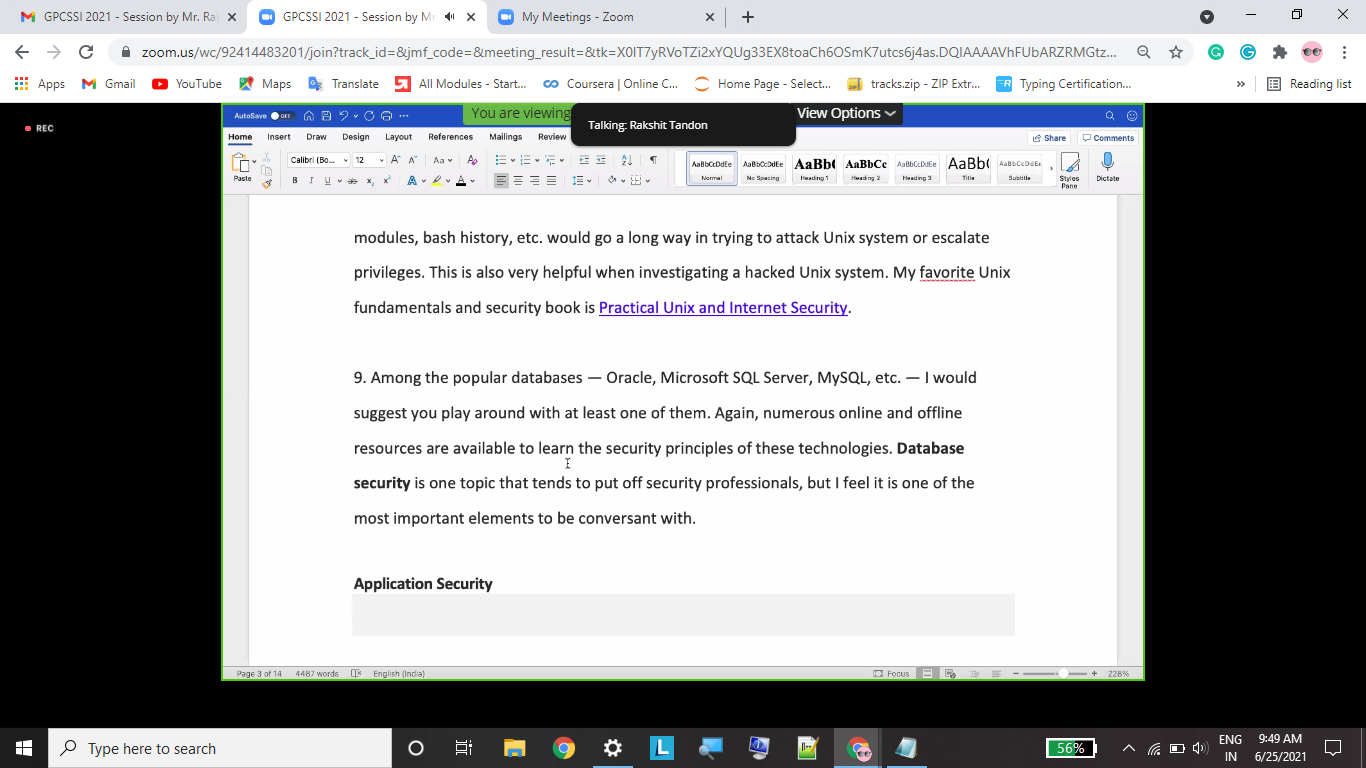 GPCSSI 2021 - Session by Mr. Ra
GPCSSI 2021 - Session by Mr
My Meetings - Zoom
zoom.us/wc/92414483201/join?track_id=&jmf_code=&meeting_result=&tk=X0IT7yRVoTZi2xYQUg33EX8toaCh6OSmK7utcs6j4as.DQIAAAAVhFUbARZRMGtz...
Apps
Gmail
YouTube
Maps
Translate
All Modules - Start...
Coursera | Online C...
Home Page - Select...
tracks.zip - ZIP Extr...
Typing Certification...
»
Reading list
REC
AutoSave OFF
You are viewing
Talking: Rakshit Tandon
View Options
Home Insert Draw Design Layout References Mailings Review
Share Comments
Paste
Calibri (Bo... 12
AaBbCcDdEe Normal
AaBbCcDdEe No Spacing
AaBb( Heading 1
AaBbCc Heading 2
AaBbCcDdEe Heading 3
AaBb( Title
AaBbCcDdEe Subtitle
Styles Pane
Dictate
modules, bash history, etc. would go a long way in trying to attack Unix system or escalate
privileges. This is also very helpful when investigating a hacked Unix system. My favorite Unix
fundamentals and security book is Practical Unix and Internet Security.
9. Among the popular databases — Oracle, Microsoft SQL Server, MySQL, etc. — I would
suggest you play around with at least one of them. Again, numerous online and offline
resources are available to learn the security principles of these technologies. Database
security is one topic that tends to put off security professionals, but I feel it is one of the
most important elements to be conversant with.
Application Security
Page 3 of 14 4487 words English (India)
Focus
228%
Type here to search
56%
ENG
IN
9:49 AM
6/25/2021